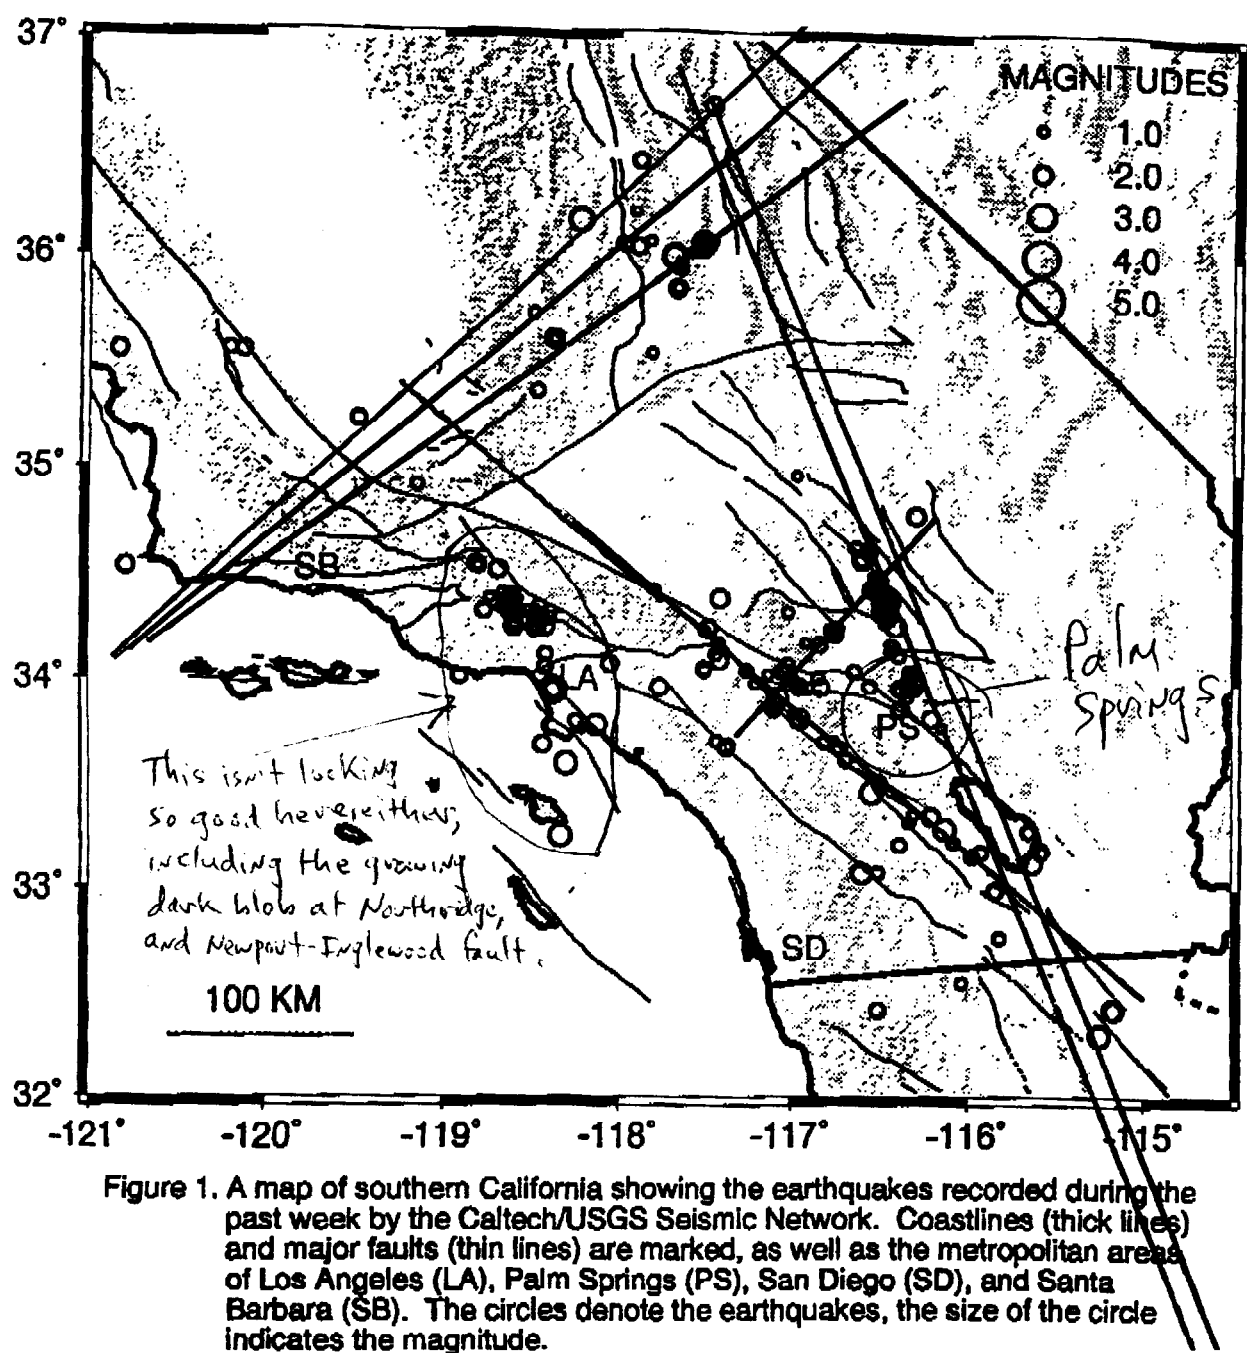 37°
MAGNITUDES
1.0
2.0
3.0
4.0
5.0
36°
35°
SB
34°
LA
PS
Palm
Springs
This isn't looking
so good here either,
including the growing
dark blob at Northridge,
and Newport-Inglewood fault.
33°
SD
100 KM
32°
-121°
-120°
-119°
-118°
-117°
-116°
-115°
Figure 1. A map of southern California showing the earthquakes recorded during the
past week by the Caltech/USGS Seismic Network. Coastlines (thick lines)
and major faults (thin lines) are marked, as well as the metropolitan areas
of Los Angeles (LA), Palm Springs (PS), San Diego (SD), and Santa
Barbara (SB). The circles denote the earthquakes, the size of the circle
indicates the magnitude.